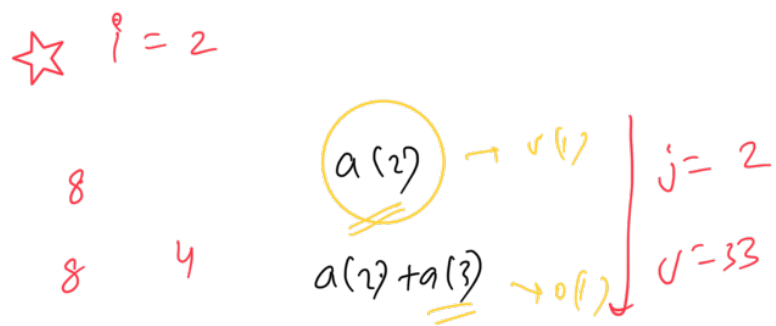 i = 2
8 a(2) → o(1) j = 2
8 4 a(2) + a(3) → o(1) j = 33